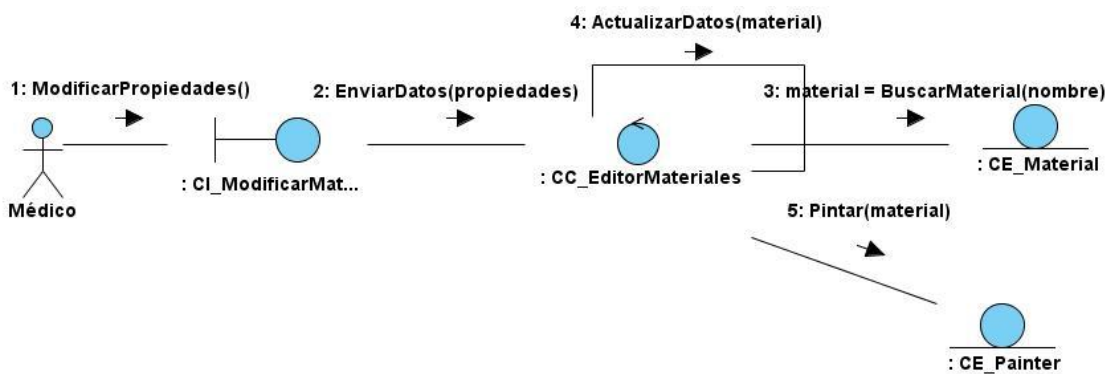 4: ActualizarDatos(material)
1: ModificarPropiedades()
2: EnviarDatos(propiedades)
3: material = BuscarMaterial(nombre)
: CI_ModificarMat...
: CC_EditorMateriales
: CE_Material
Médico
5: Pintar(material)
: CE_Painter